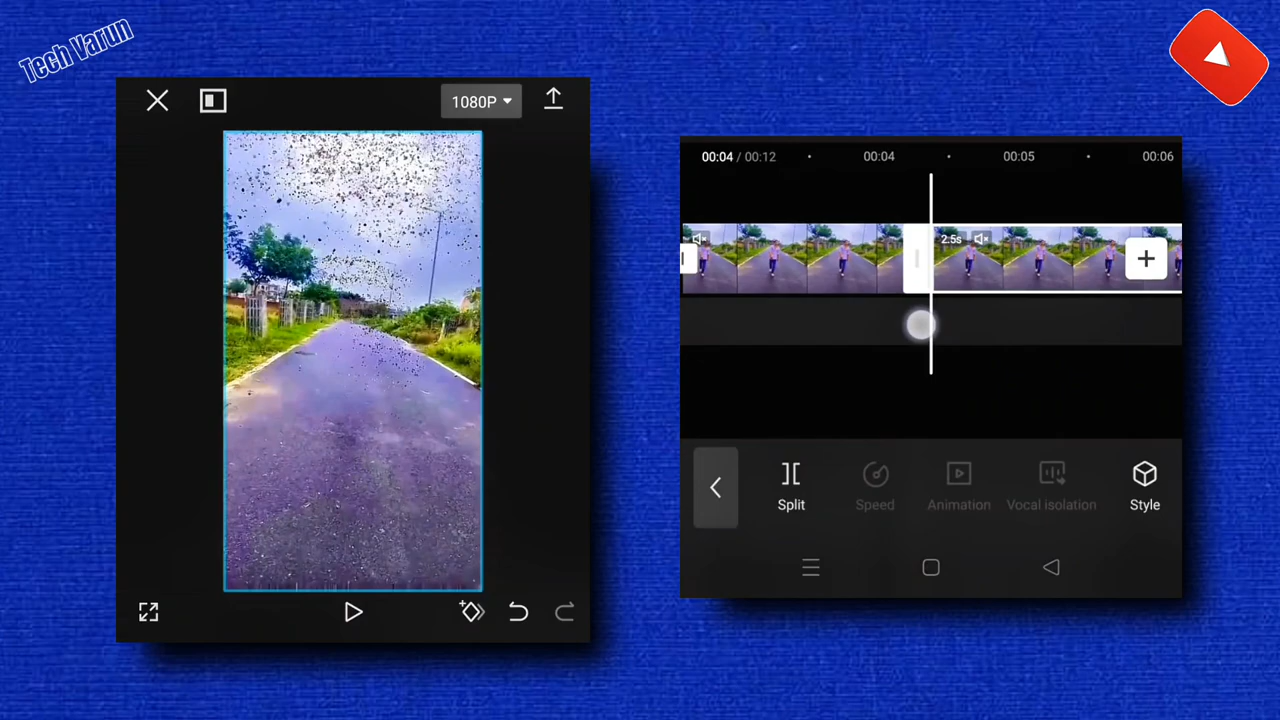 Tech Varun
1080P
00:04 / 00:12
00:04
00:05
00:06
2.5s
Split
Speed
Animation
Vocal isolation
Style